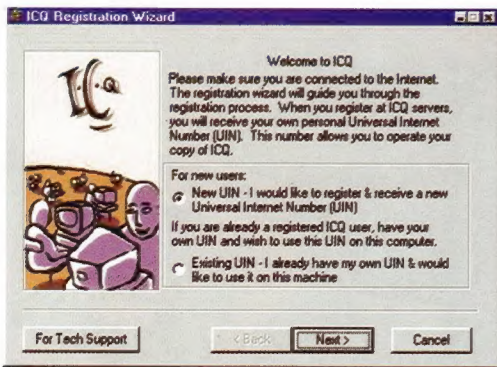 ICQ Registration Wizard
ICQ
Welcome to ICQ
Please make sure you are connected to the Internet.
The registration wizard will guide you through the
registration process. When you register at ICQ servers,
you will receive your own personal Universal Internet
Number (UIN). This number allows you to operate your
copy of ICQ.
For new users:
New UIN - I would like to register & receive a new
Universal Internet Number (UIN)
If you are already a registered ICQ user, have your
own UIN and wish to use this UIN on this computer.
Existing UIN - I already have my own UIN & would
like to use it on this machine
For Tech Support
< Back
Next >
Cancel